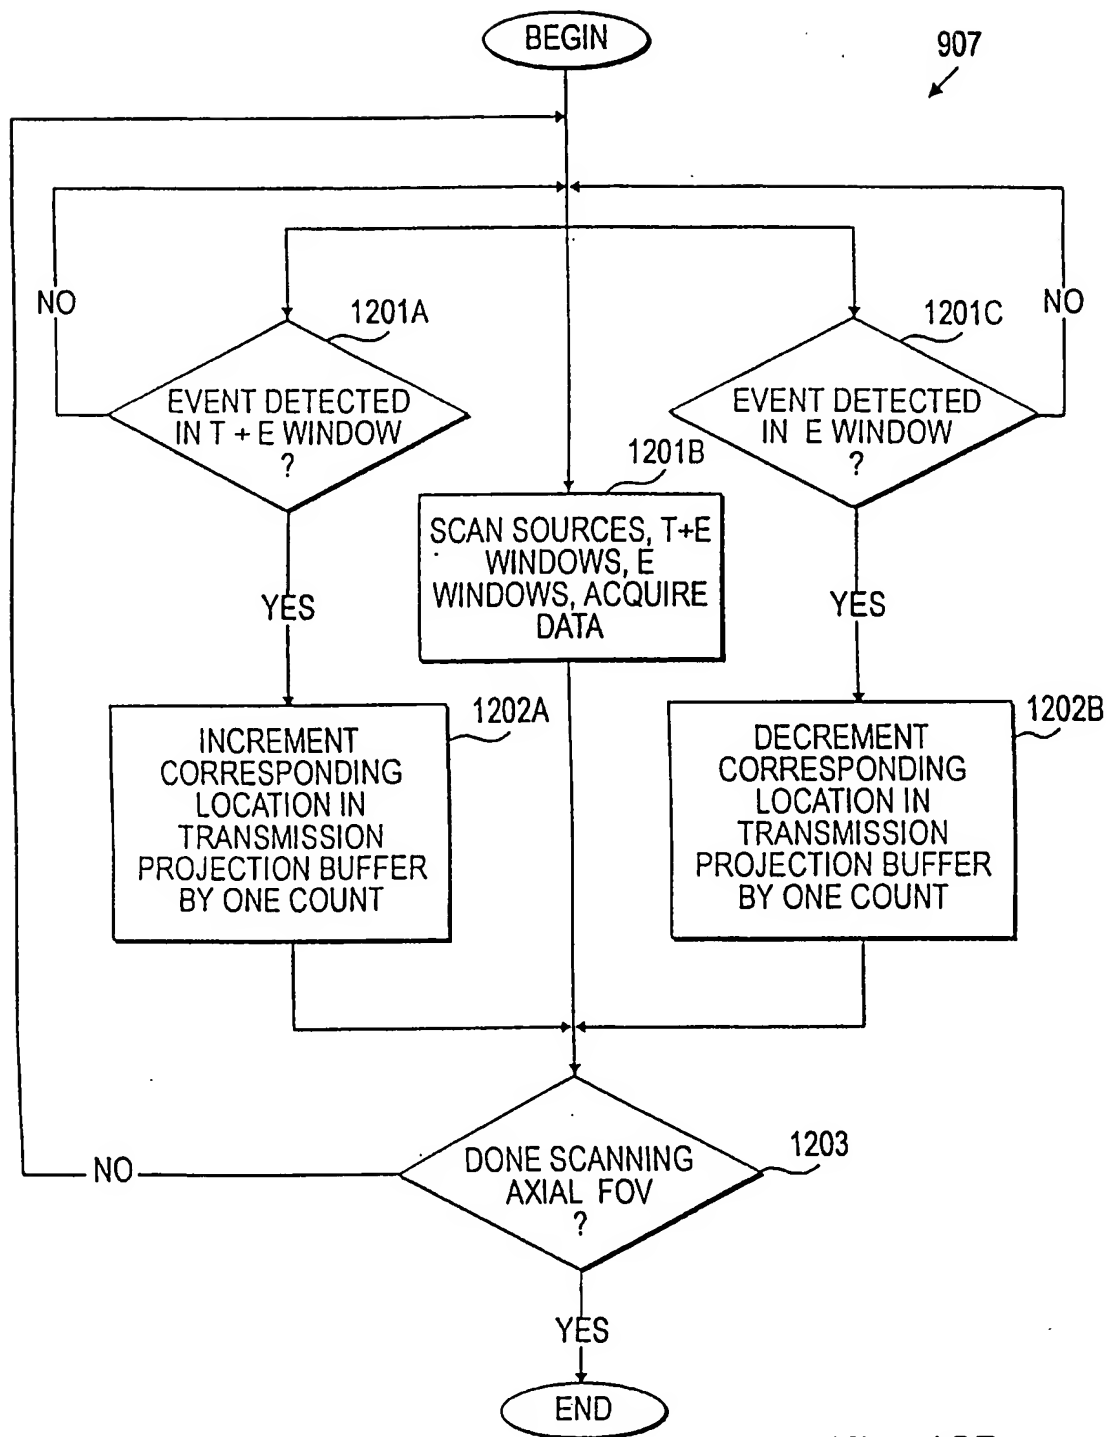 BEGIN
907
NO
1201A
1201C
NO
EVENT DETECTED
IN T + E WINDOW
?
EVENT DETECTED
IN E WINDOW
?
1201B
SCAN SOURCES, T+E
WINDOWS, E
WINDOWS, ACQUIRE
DATA
YES
YES
1202A
1202B
INCREMENT
CORRESPONDING
LOCATION IN
TRANSMISSION
PROJECTION BUFFER
BY ONE COUNT
DECREMENT
CORRESPONDING
LOCATION IN
TRANSMISSION
PROJECTION BUFFER
BY ONE COUNT
1203
DONE SCANNING
AXIAL FOV
?
NO
YES
END